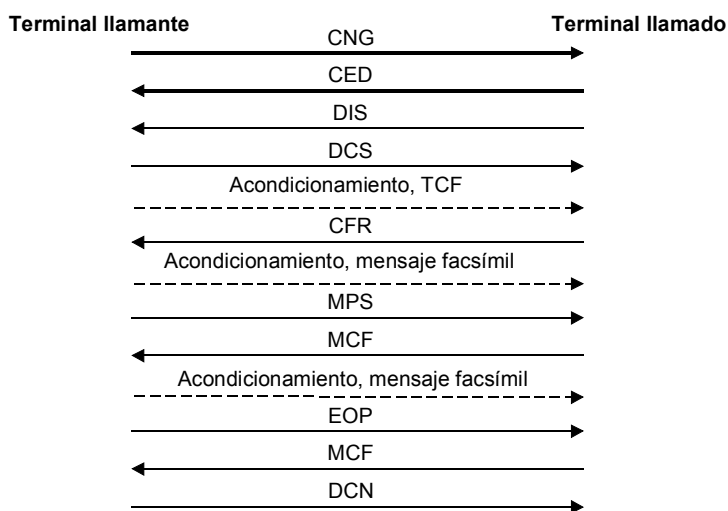 Terminal llamante
Terminal llamado
CNG
CED
DIS
DCS
Acondicionamiento, TCF
CFR
Acondicionamiento, mensaje facsímil
MPS
MCF
Acondicionamiento, mensaje facsímil
EOP
MCF
DCN